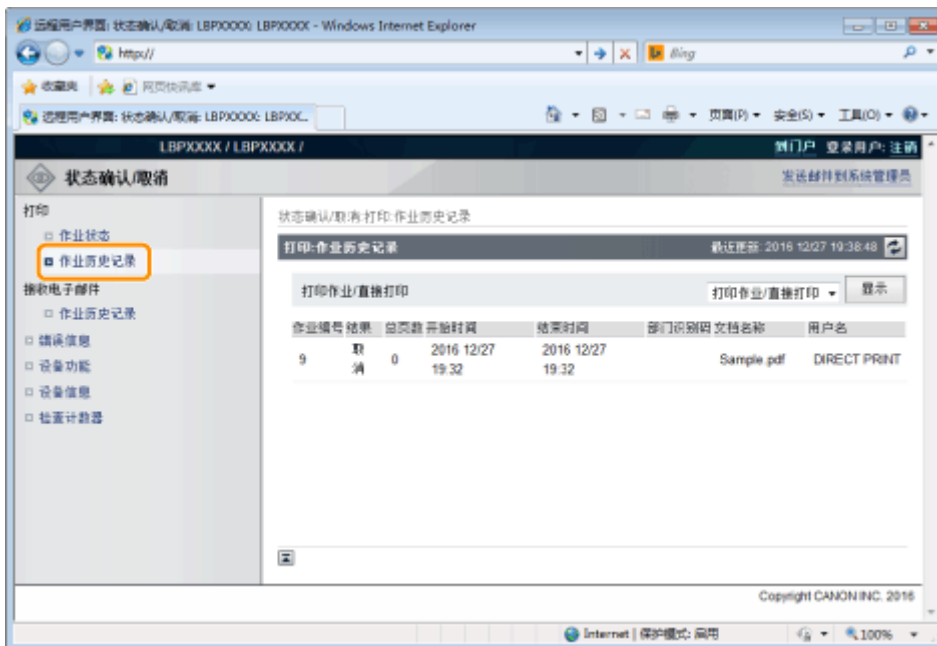 远程用户界面: 状态确认/取消: LBPXXXX: LBPXXXX - Windows Internet Explorer
http://
Bing
收藏夹 网页快讯库
远程用户界面: 状态确认/取消: LBPXXXX: LBPXX...
页面(P) 安全(S) 工具(O)
LBPXXXX / LBPXXXX /
到门户 登录用户: 注销
状态确认/取消
发送邮件到系统管理员
打印
作业状态
作业历史记录
接收电子邮件
作业历史记录
错误信息
设备功能
设备信息
检查计数器
状态确认/取消:打印:作业历史记录
打印:作业历史记录
最近更新: 2016 12/27 19:38:48
打印作业/直接打印
打印作业/直接打印 显示
作业编号 结果 总页数 开始时间 结束时间 部门识别码 文档名称 用户名
9 取消 0 2016 12/27 19:32 2016 12/27 19:32 Sample.pdf DIRECT PRINT
Copyright CANON INC. 2016
Internet | 保护模式: 启用
100%